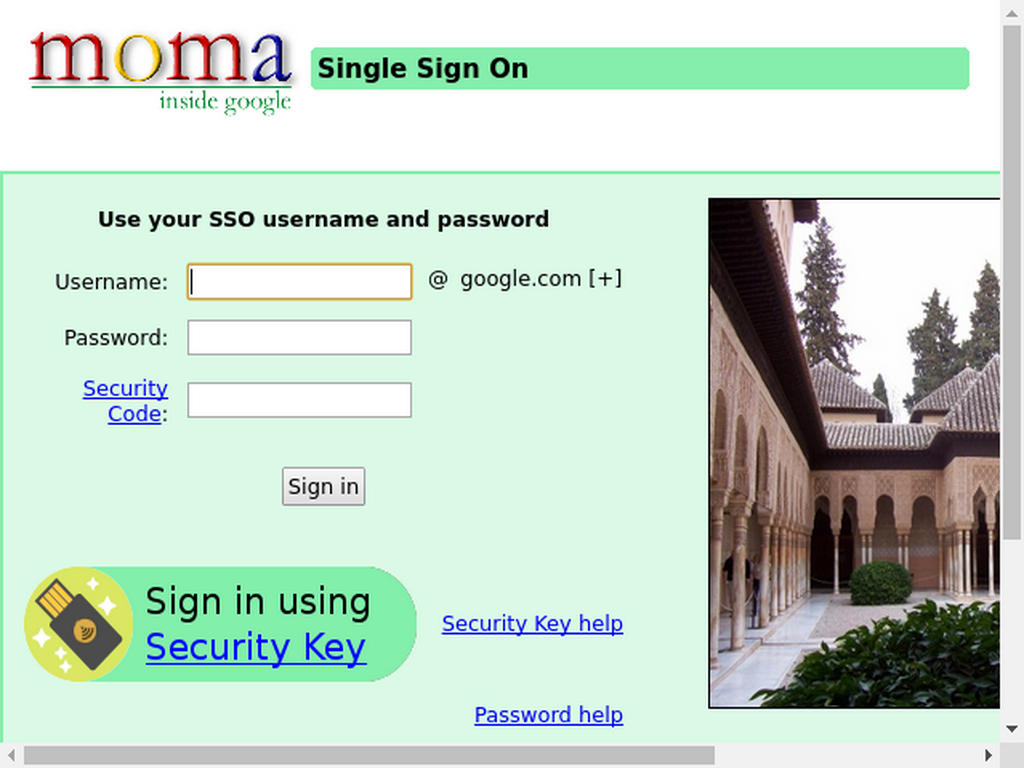 moma
inside google
Single Sign On
Use your SSO username and password
Username:
@ google.com [+]
Password:
Security
Code:
Sign in
Sign in using
Security Key
Security Key help
Password help